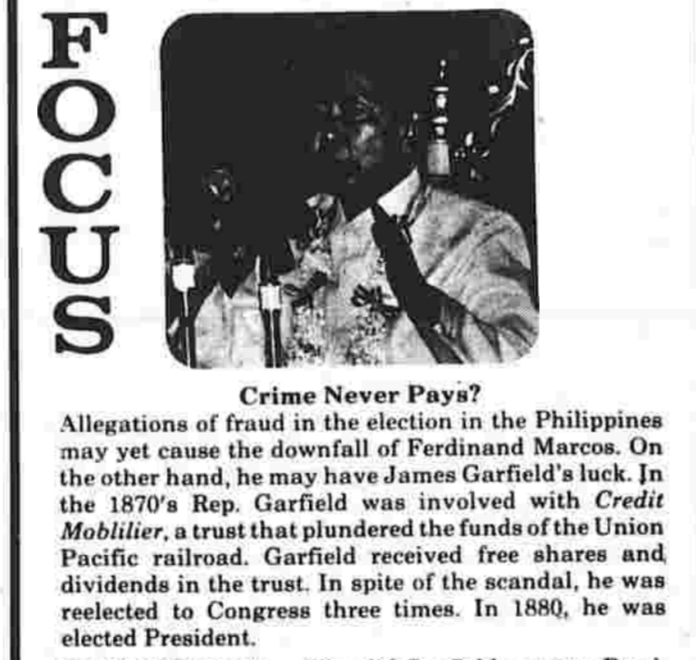 FOCUS
Crime Never Pays?
Allegations of fraud in the election in the Philippines
may yet cause the downfall of Ferdinand Marcos. On
the other hand, he may have James Garfield's luck. In
the 1870's Rep. Garfield was involved with Credit
Moblilier, a trust that plundered the funds of the Union
Pacific railroad. Garfield received free shares and
dividends in the trust. In spite of the scandal, he was
reelected to Congress three times. In 1880, he was
elected President.